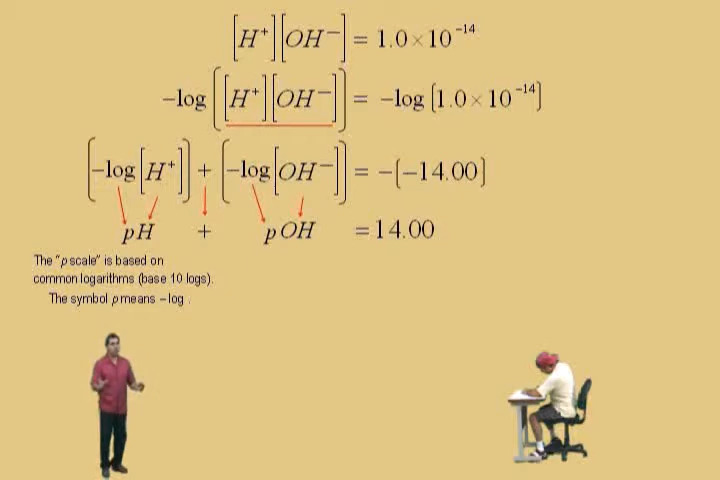 [H⁺][OH⁻] = 1.0 × 10⁻¹⁴
−log([H⁺][OH⁻]) = −log(1.0 × 10⁻¹⁴)
(−log[H⁺]) + (−log[OH⁻]) = −(−14.00)
pH + pOH = 14.00
The "p scale" is based on
common logarithms (base 10 logs).
The symbol p means −log .